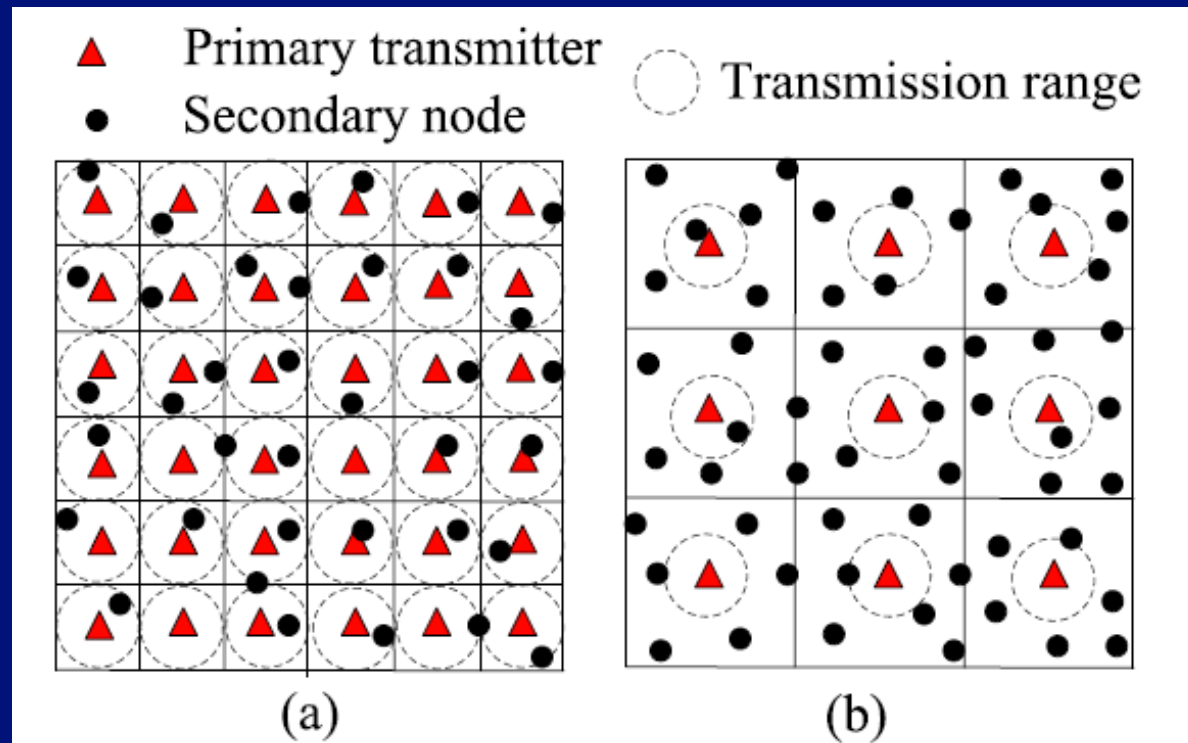 Primary transmitter
Secondary node
Transmission range
(a)
(b)